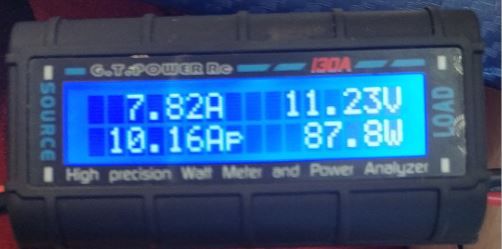 G.T.POWER RC 130A
SOURCE
7.82A 11.23V
10.16Ap 87.8W
LOAD
High precision Watt Meter and Power Analyzer